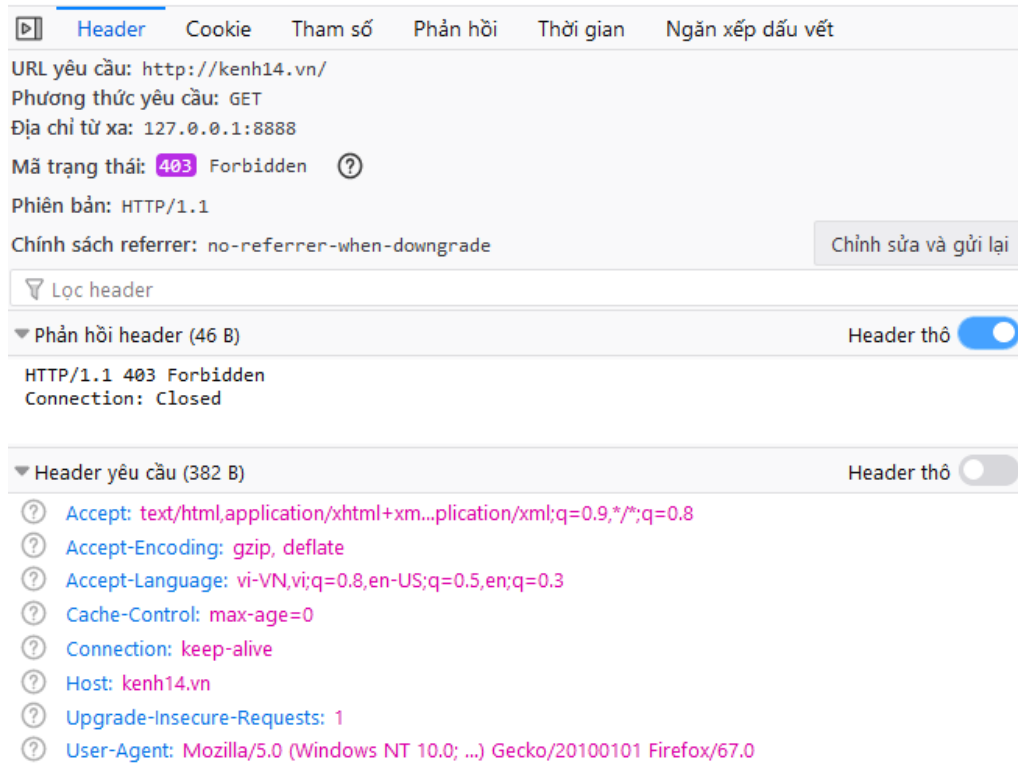 Header Cookie Tham số Phản hồi Thời gian Ngăn xếp dấu vết
URL yêu cầu: http://kenh14.vn/
Phương thức yêu cầu: GET
Địa chỉ từ xa: 127.0.0.1:8888
Mã trạng thái: 403 Forbidden ?
Phiên bản: HTTP/1.1
Chính sách referrer: no-referrer-when-downgrade Chỉnh sửa và gửi lại
Lọc header
Phản hồi header (46 B) Header thô
HTTP/1.1 403 Forbidden
Connection: Closed
Header yêu cầu (382 B) Header thô
? Accept: text/html,application/xhtml+xm...plication/xml;q=0.9,*/*;q=0.8
? Accept-Encoding: gzip, deflate
? Accept-Language: vi-VN,vi;q=0.8,en-US;q=0.5,en;q=0.3
? Cache-Control: max-age=0
? Connection: keep-alive
? Host: kenh14.vn
? Upgrade-Insecure-Requests: 1
? User-Agent: Mozilla/5.0 (Windows NT 10.0; ...) Gecko/20100101 Firefox/67.0